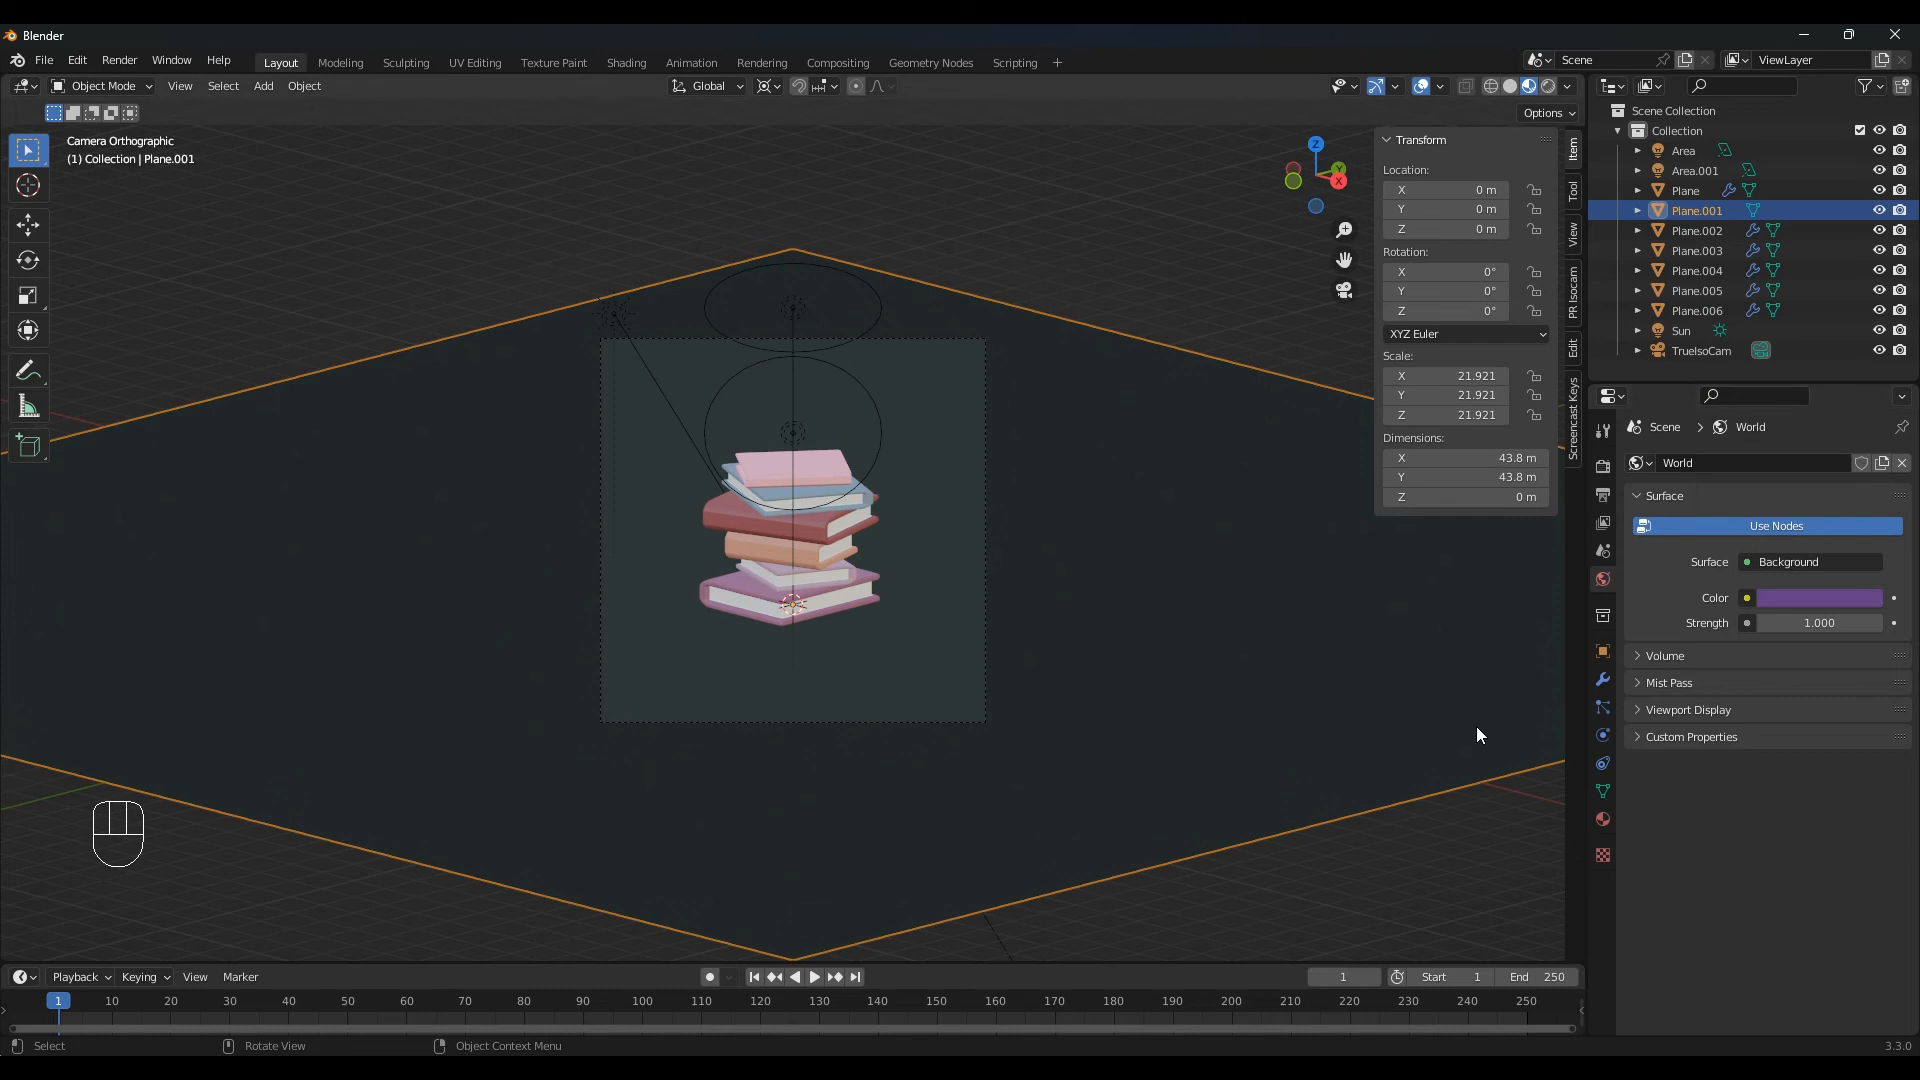 Blender
File Edit Render Window Help
Layout Modeling Sculpting UV Editing Texture Paint Shading Animation Rendering Compositing Geometry Nodes Scripting +
Scene
ViewLayer
Object Mode View Select Add Object
Global
Options
Camera Orthographic
(1) Collection | Plane.001
Z
Y
X
Transform
Location:
X 0 m
Y 0 m
Z 0 m
Rotation:
X 0°
Y 0°
Z 0°
XYZ Euler
Scale:
X 21.921
Y 21.921
Z 21.921
Dimensions:
X 43.8 m
Y 43.8 m
Z 0 m
Item
Tool
View
PR Isocam
Edit
Screencast Keys
Scene Collection
Collection
Area
Area.001
Plane
Plane.001
Plane.002
Plane.003
Plane.004
Plane.005
Plane.006
Sun
TrueIsoCam
Scene > World
World
Surface
Use Nodes
Surface Background
Color
Strength 1.000
Volume
Mist Pass
Viewport Display
Custom Properties
Playback Keying View Marker
1 Start 1 End 250
1 10 20 30 40 50 60 70 80 90 100 110 120 130 140 150 160 170 180 190 200 210 220 230 240 250
Select Rotate View Object Context Menu
3.3.0